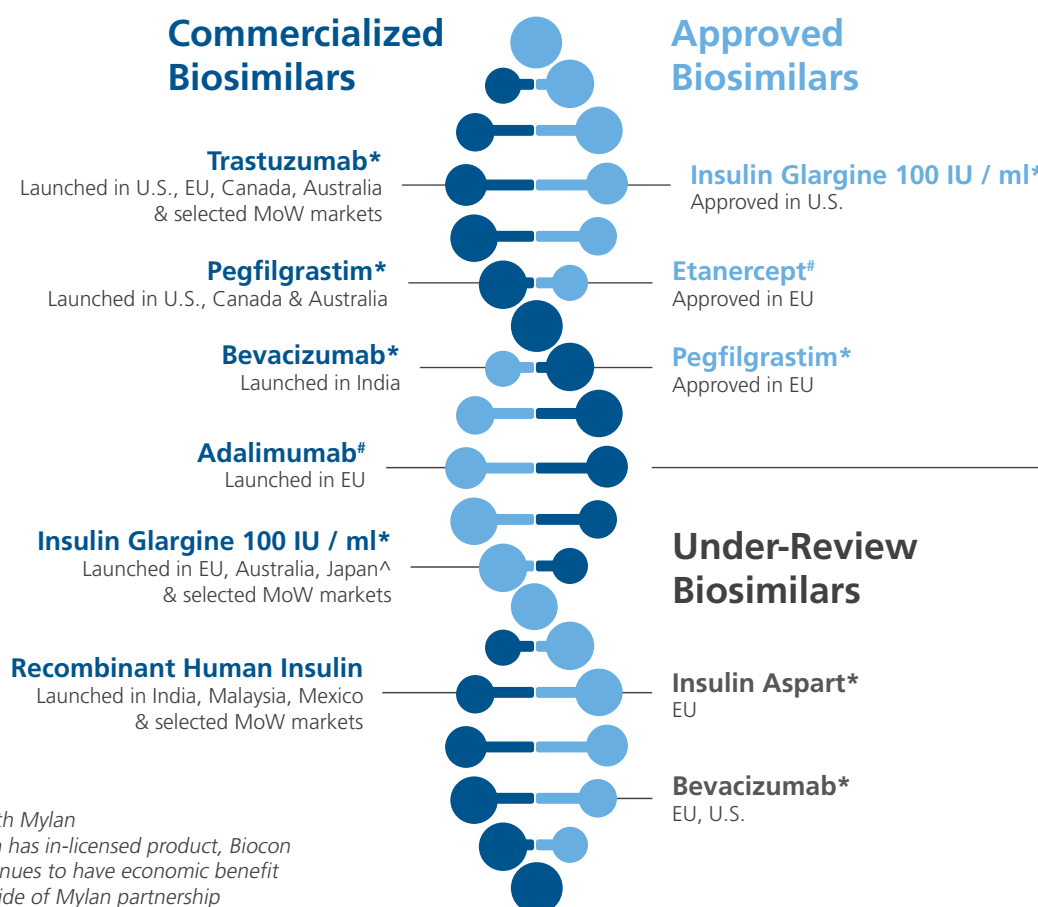 Commercialized
Biosimilars
Trastuzumab*
Launched in U.S., EU, Canada, Australia
& selected MoW markets
Pegfilgrastim*
Launched in U.S., Canada & Australia
Bevacizumab*
Launched in India
Adalimumab#
Launched in EU
Insulin Glargine 100 IU / ml*
Launched in EU, Australia, Japan^
& selected MoW markets
Recombinant Human Insulin
Launched in India, Malaysia, Mexico
& selected MoW markets
Approved
Biosimilars
Insulin Glargine 100 IU / ml*
Approved in U.S.
Etanercept#
Approved in EU
Pegfilgrastim*
Approved in EU
Under-Review
Biosimilars
Insulin Aspart*
EU
Bevacizumab*
EU, U.S.
Mylan
has in-licensed product, Biocon
to have economic benefit
of Mylan partnership